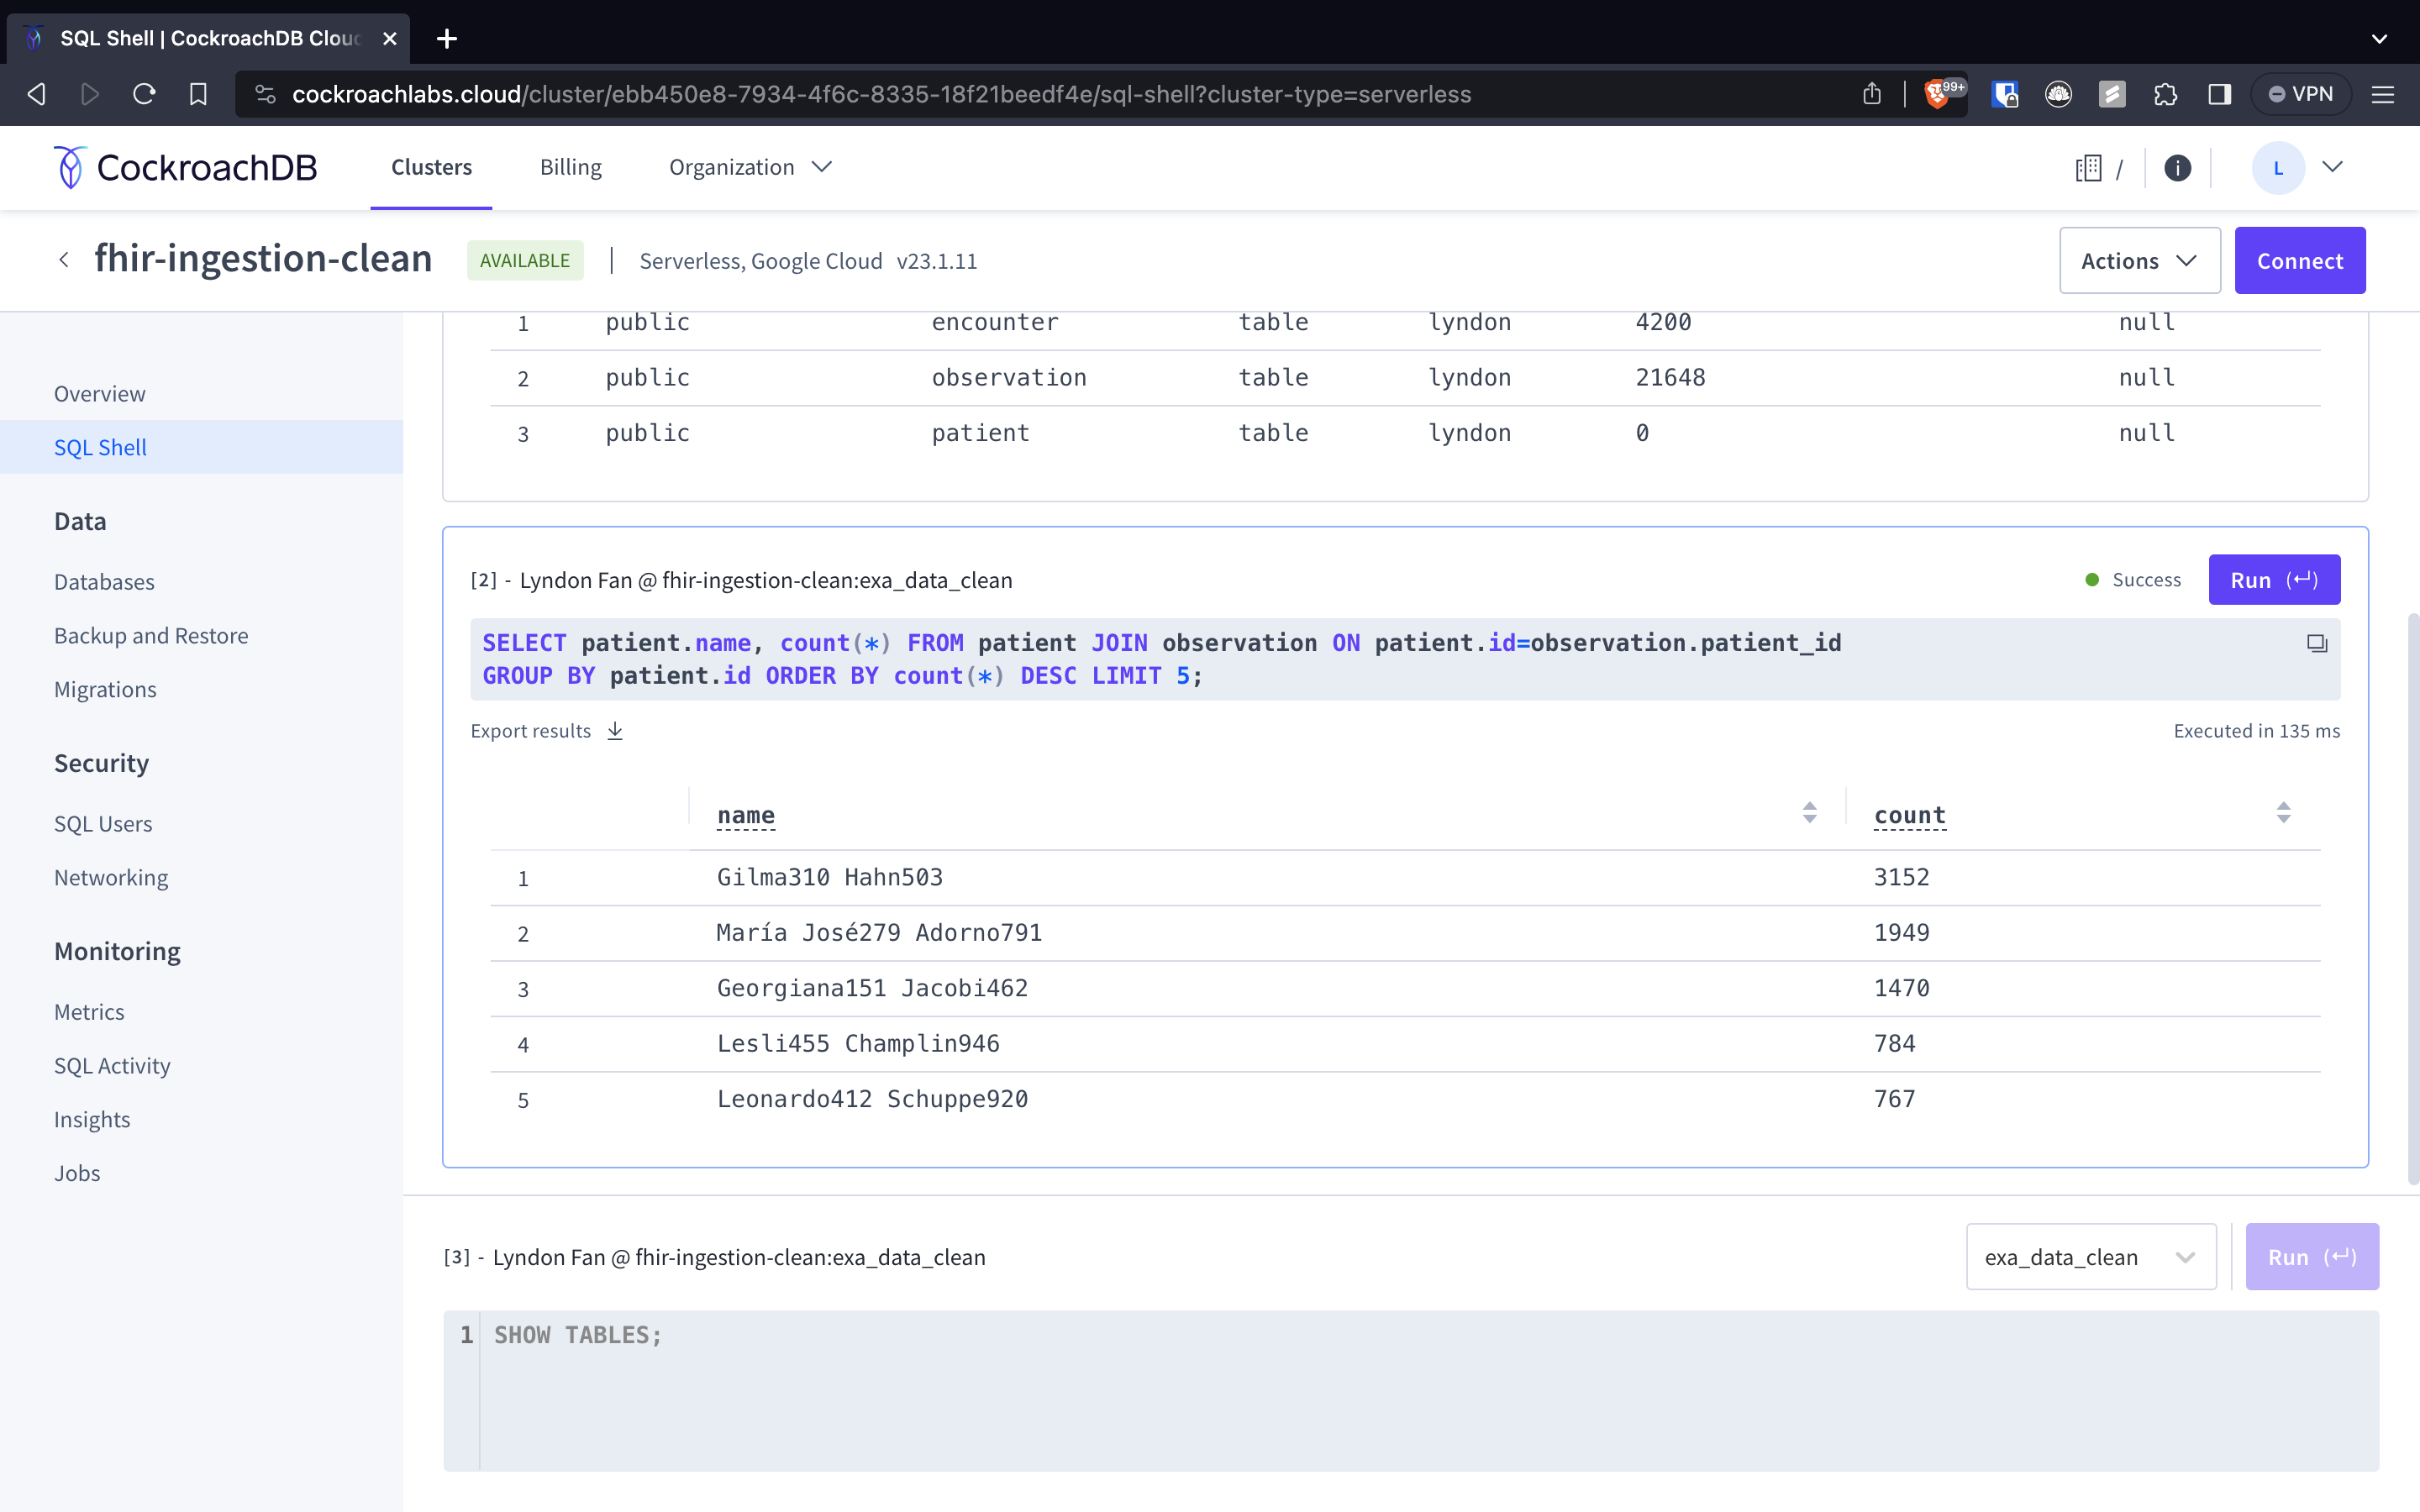 SQL Shell | CockroachDB Clou
cockroachlabs.cloud/cluster/ebb450e8-7934-4f6c-8335-18f21beedf4e/sql-shell?cluster-type=serverless
99+
VPN
CockroachDB
Clusters
Billing
Organization
/
i
L
fhir-ingestion-clean
AVAILABLE
Serverless, Google Cloud v23.1.11
Actions
Connect
Overview
SQL Shell
Data
Databases
Backup and Restore
Migrations
Security
SQL Users
Networking
Monitoring
Metrics
SQL Activity
Insights
Jobs
1 public encounter table lyndon 4200 null
2 public observation table lyndon 21648 null
3 public patient table lyndon 0 null
[2] - Lyndon Fan @ fhir-ingestion-clean:exa_data_clean
Success
Run (↵)
SELECT patient.name, count(*) FROM patient JOIN observation ON patient.id=observation.patient_id
GROUP BY patient.id ORDER BY count(*) DESC LIMIT 5;
Export results
Executed in 135 ms
name count
1 Gilma310 Hahn503 3152
2 María José279 Adorno791 1949
3 Georgiana151 Jacobi462 1470
4 Lesli455 Champlin946 784
5 Leonardo412 Schuppe920 767
[3] - Lyndon Fan @ fhir-ingestion-clean:exa_data_clean
exa_data_clean
Run (↵)
1 SHOW TABLES;